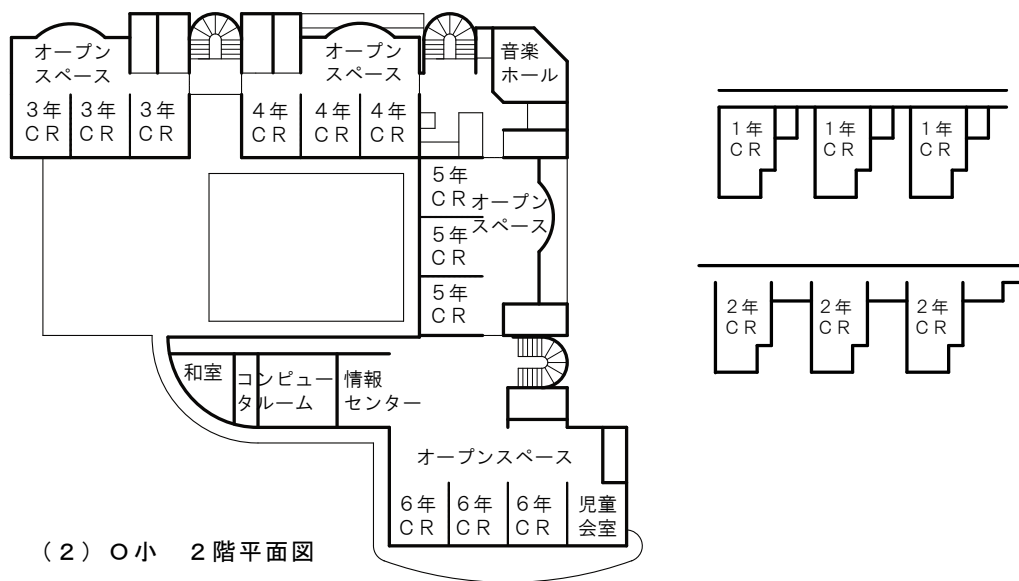 オープン
スペース
オープン
スペース
音楽
ホール
3年
CR
3年
CR
3年
CR
4年
CR
4年
CR
4年
CR
1年
CR
1年
CR
1年
CR
5年
CR
オープン
スペース
5年
CR
5年
CR
2年
CR
2年
CR
2年
CR
和室
コンピュー
タルーム
情報
センター
オープンスペース
6年
CR
6年
CR
6年
CR
児童
会室
(2)O小 2階平面図